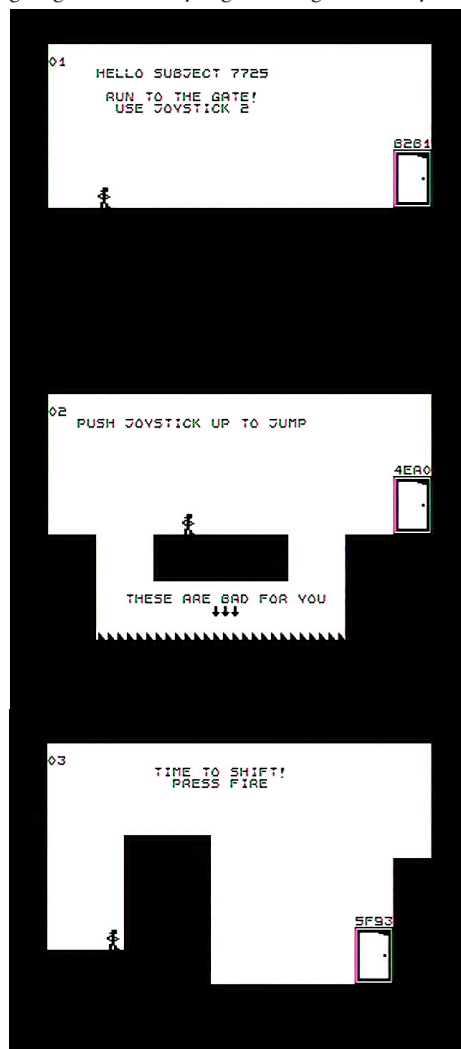 01
HELLO SUBJECT 7725
RUN TO THE GATE!
USE JOYSTICK 2
B2B1
02
PUSH JOYSTICK UP TO JUMP
4EA0
THESE ARE BAD FOR YOU
↓↓↓
03
TIME TO SHIFT!
PRESS FIRE
5F93